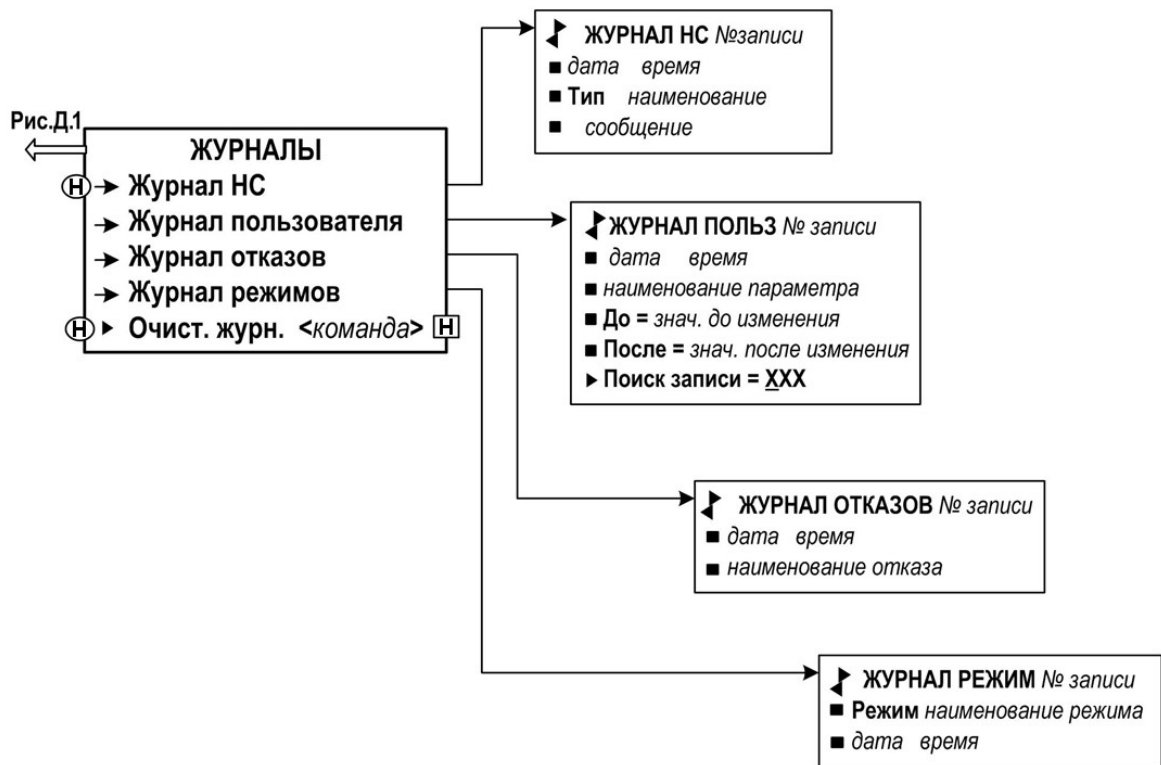 Рис.Д.1
ЖУРНАЛЫ
Н Журнал НС
Журнал пользователя
Журнал отказов
Журнал режимов
Н Очист. журн. <команда> Н
ЖУРНАЛ НС №записи
дата время
Тип наименование
сообщение
ЖУРНАЛ ПОЛЬЗ № записи
дата время
наименование параметра
До = знач. до изменения
После = знач. после изменения
Поиск записи = XXX
ЖУРНАЛ ОТКАЗОВ № записи
дата время
наименование отказа
ЖУРНАЛ РЕЖИМ № записи
Режим наименование режима
дата время